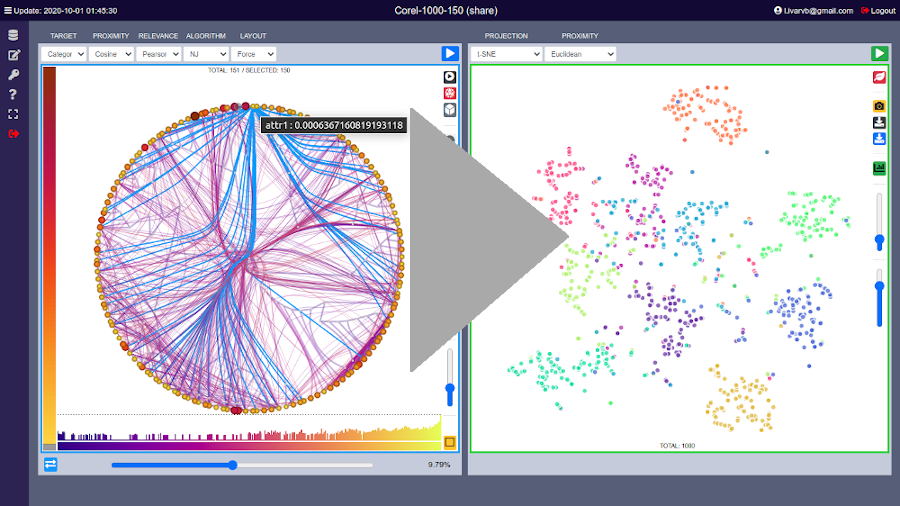 Update: 2020-10-01 01:45:30
Corel-1000-150 (share)
Livarvb@gmail.com
Logout
TARGET PROXIMITY RELEVANCE ALGORITHM LAYOUT
Categor Cosine Pearsor NJ Force
TOTAL: 151 / SELECTED: 150
attr1 : 0.0006367160819193118
9.79%
PROJECTION PROXIMITY
t-SNE Euclidean
TOTAL: 1000